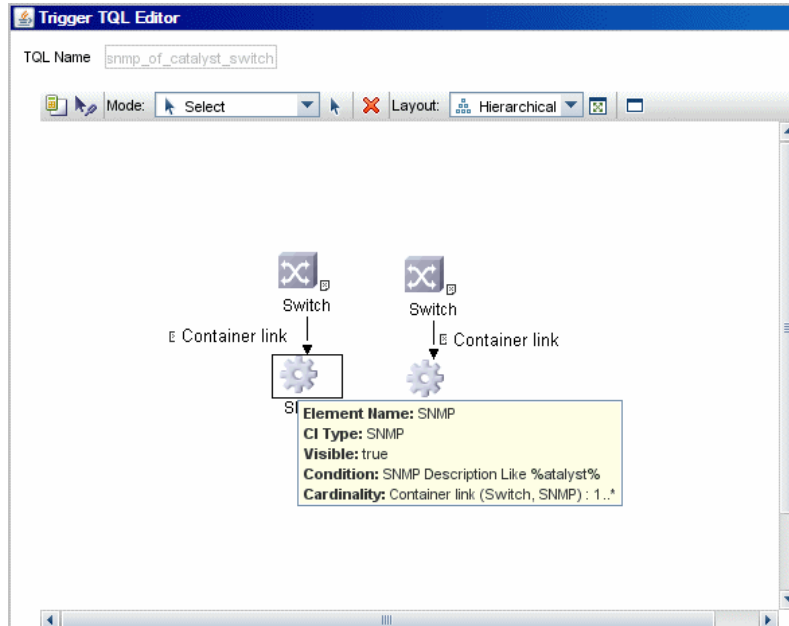 Trigger TQL Editor
TQL Name snmp_of_catalyst_switch
Mode: Select Layout: Hierarchical
Switch
Switch
Container link
Container link
Element Name: SNMP
CI Type: SNMP
Visible: true
Condition: SNMP Description Like %atalyst%
Cardinality: Container link (Switch, SNMP) : 1..*